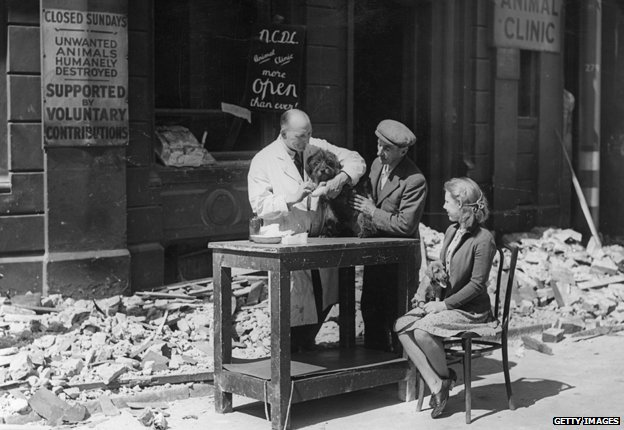 CLOSED SUNDAYS
UNWANTED
ANIMALS
HUMANELY
DESTROYED
SUPPORTED
BY
VOLUNTARY
CONTRIBUTIONS
N.C.D.L
Animal Clinic
more
open
than ever!
ANIMAL
CLINIC
GETTY IMAGES